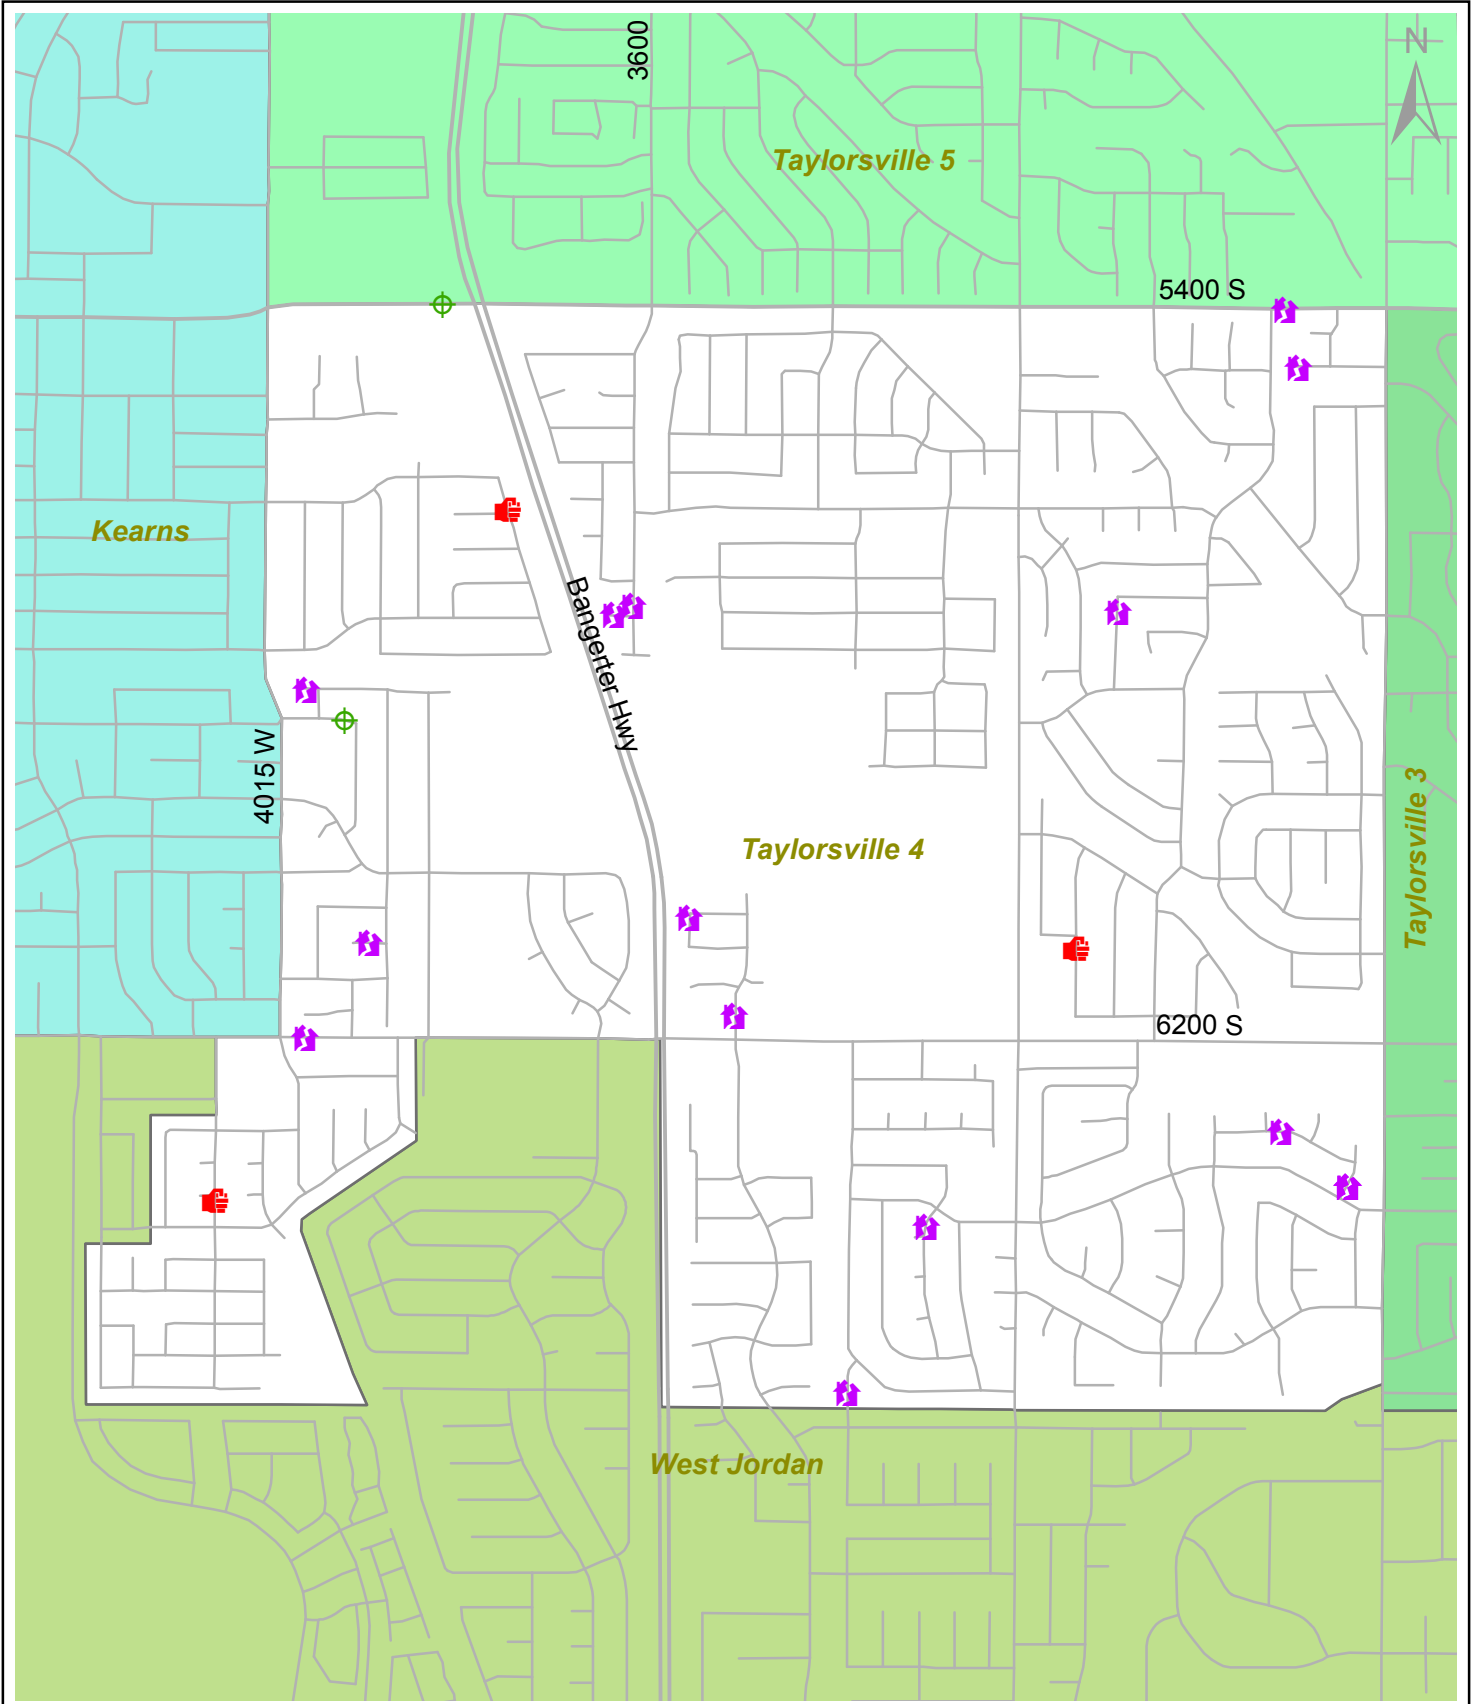 N
3600
Taylorsville 5
5400 S
Kearns
Bangerter Hwy
4015 W
Taylorsville 4
Taylorsville 3
6200 S
West Jordan